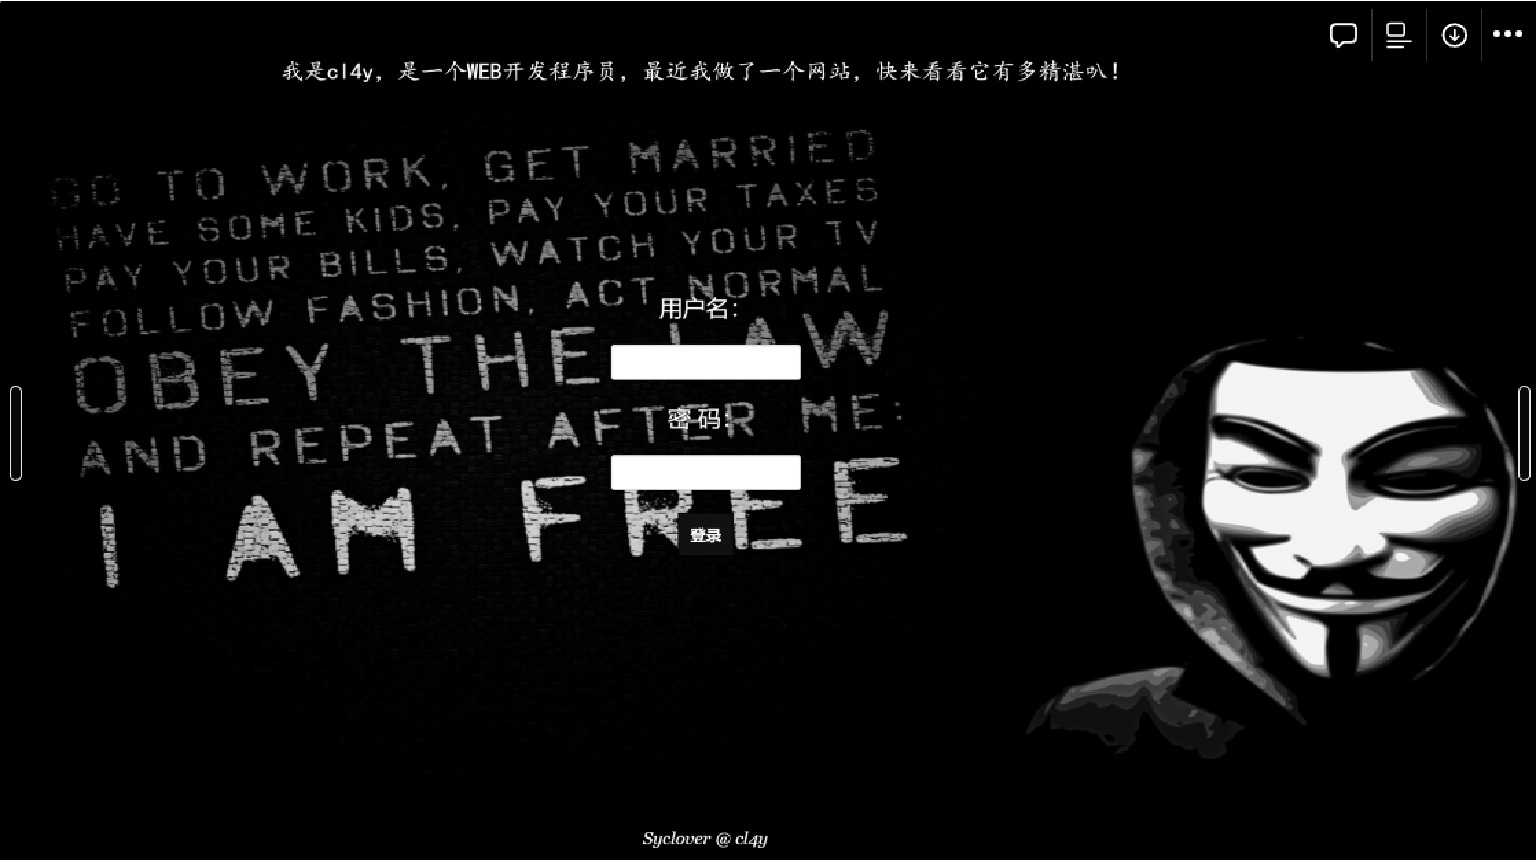 我是cl4y，是一个WEB开发程序员，最近我做了一个网站，快来看看它有多精湛叭！
GO TO WORK, GET MARRIED
HAVE SOME KIDS, PAY YOUR TAXES
PAY YOUR BILLS, WATCH YOUR TV
FOLLOW FASHION, ACT NORMAL
OBEY THE LAW
AND REPEAT AFTER ME:
I AM FREE
用户名：
密 码：
登录
Syclover @ cl4y